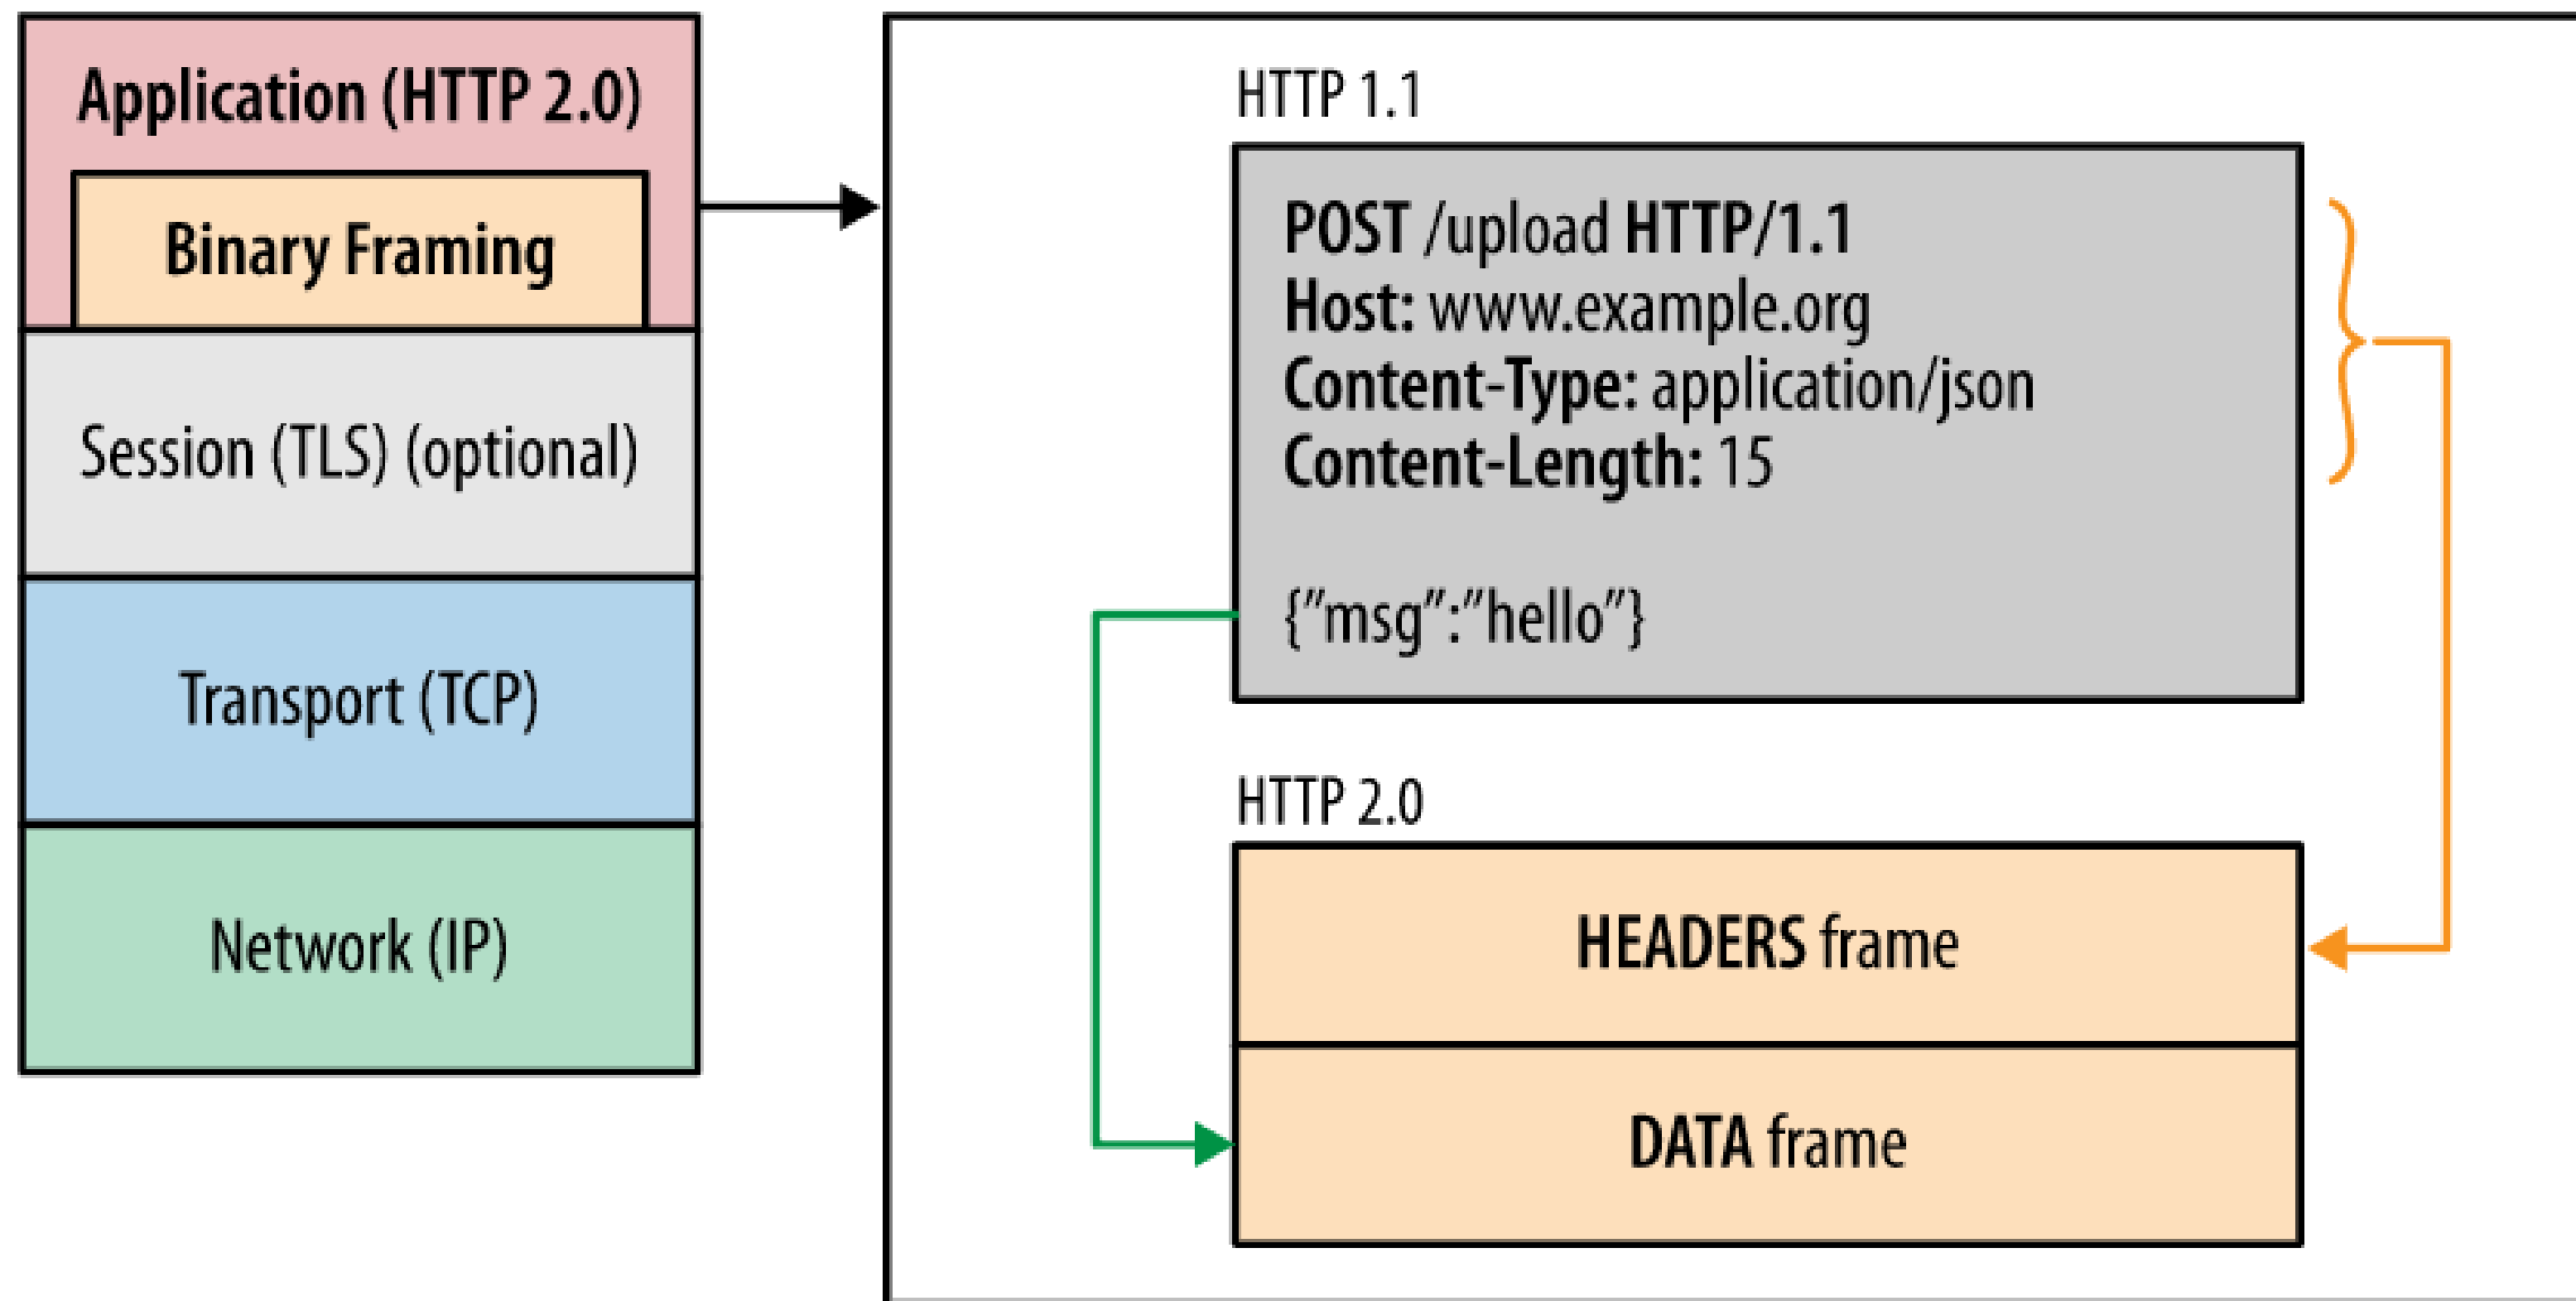 Application (HTTP 2.0)
Binary Framing
Session (TLS) (optional)
Transport (TCP)
Network (IP)
HTTP 1.1
POST /upload HTTP/1.1
Host: www.example.org
Content-Type: application/json
Content-Length: 15
{”msg”:”hello”}
HTTP 2.0
HEADERS frame
DATA frame